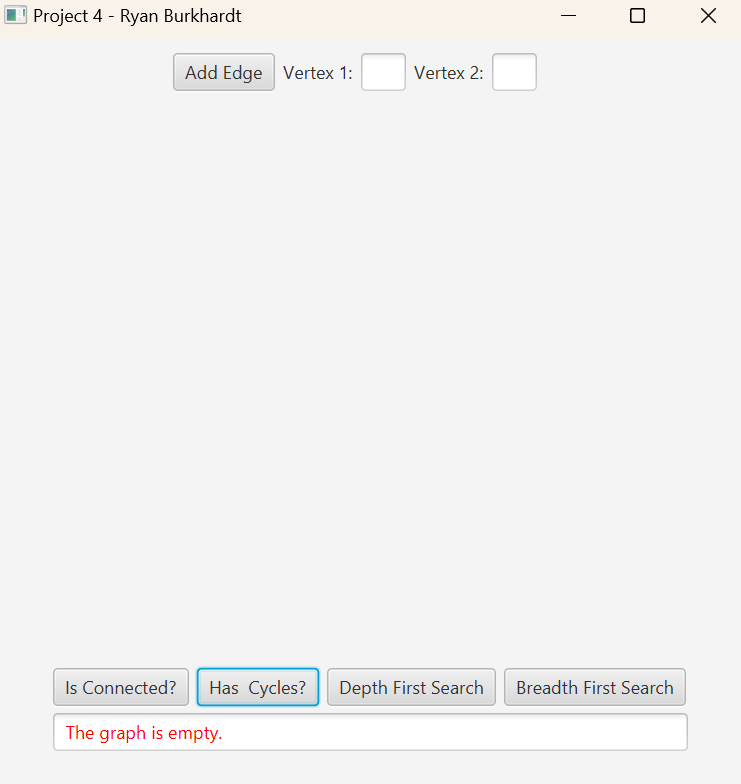 Project 4 - Ryan Burkhardt
Add Edge Vertex 1: Vertex 2:
Is Connected? Has  Cycles? Depth First Search Breadth First Search
The graph is empty.